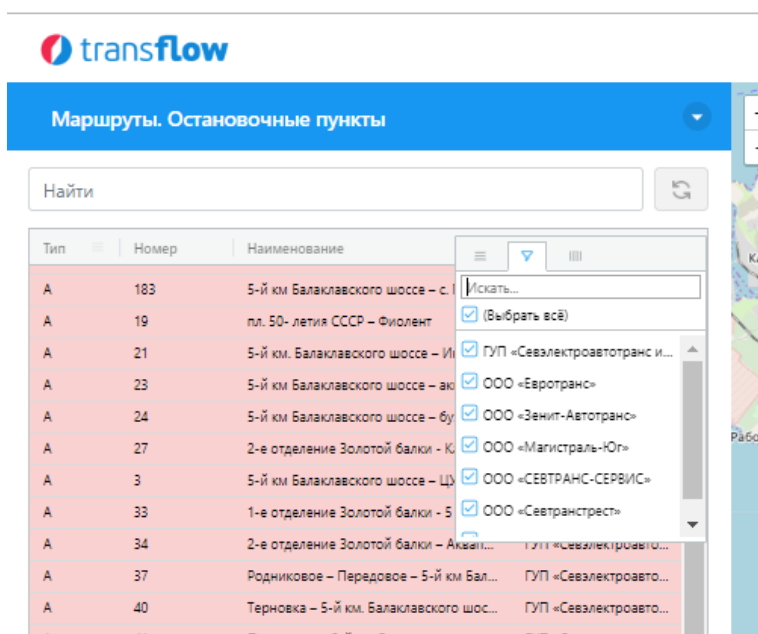 transflow
Маршруты. Остановочные пункты
Найти
Тип Номер Наименование
Искать...
(Выбрать всё)
ГУП «Севэлектроавтотранс и...
ООО «Евротранс»
ООО «Зенит-Автотранс»
ООО «Магистраль-Юг»
ООО «СЕВТРАНС-СЕРВИС»
ООО «Севтранстрест»
А 183 5-й км Балаклавского шоссе – с.
А 19 пл. 50- летия СССР – Фиолент
А 21 5-й км. Балаклавского шоссе –
А 23 5-й км Балаклавского шоссе –
А 24 5-й км Балаклавского шоссе –
А 27 2-е отделение Золотой балки -
А 3 5-й км Балаклавского шоссе –
А 33 1-е отделение Золотой балки - 5
А 34 2-е отделение Золотой балки – Аквап... ГУП «Севэлектроавто...
А 37 Родниковое – Передовое – 5-й км Бал... ГУП «Севэлектроавто...
А 40 Терновка – 5-й км. Балаклавского шос... ГУП «Севэлектроавто...